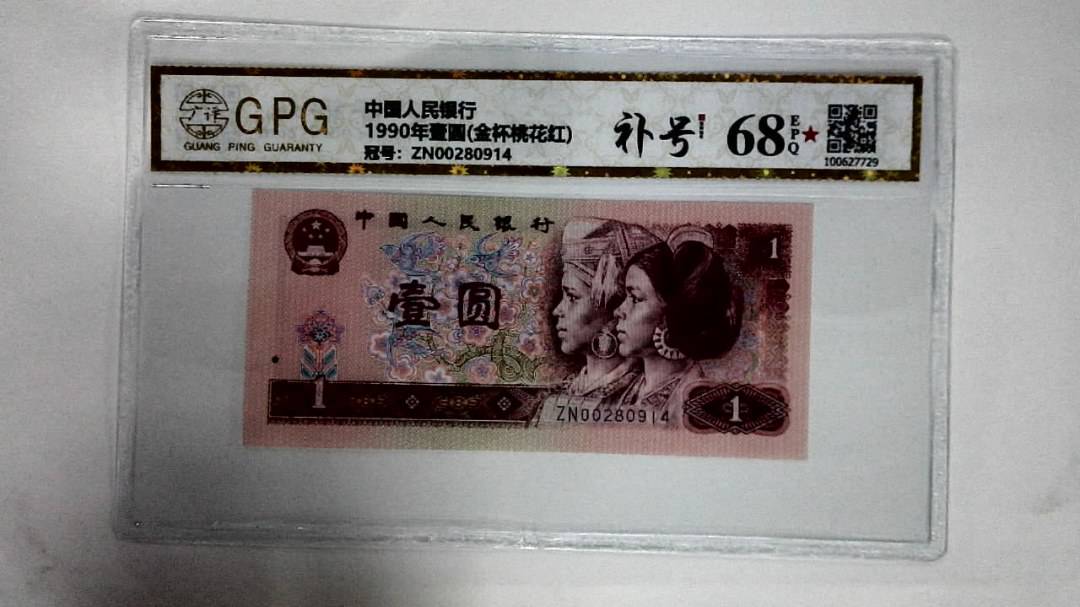 GPG
GUANG PING GUARANTY
中国人民银行
1990年壹圆(金杯桃花红)
冠号：ZN00280914
补号
68
EPQ
100627729
中国人民银行
1
壹圆
1
ZN00280914
1